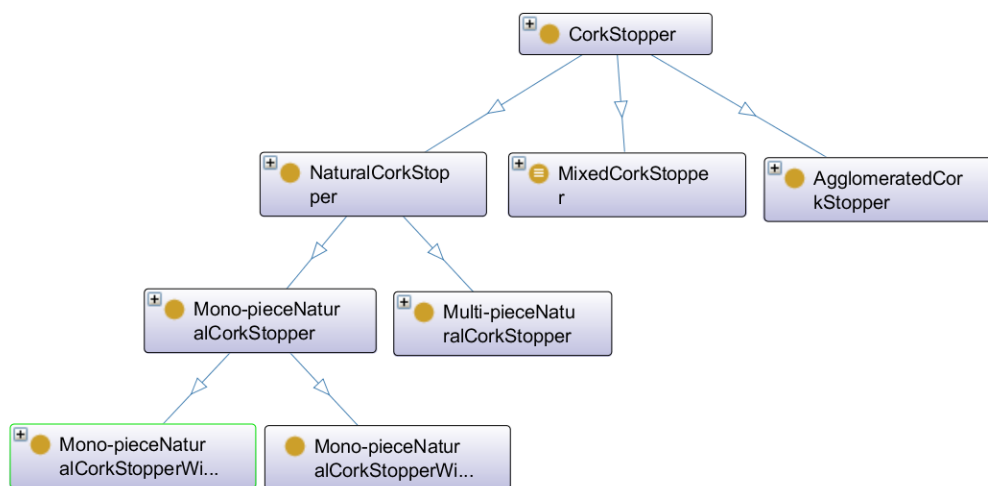 CorkStopper
NaturalCorkStop
per
MixedCorkStoppe
r
AgglomeratedCor
kStopper
Mono-pieceNatur
alCorkStopper
Multi-pieceNatu
ralCorkStopper
Mono-pieceNatur
alCorkStopperWi...
Mono-pieceNatur
alCorkStopperWi...